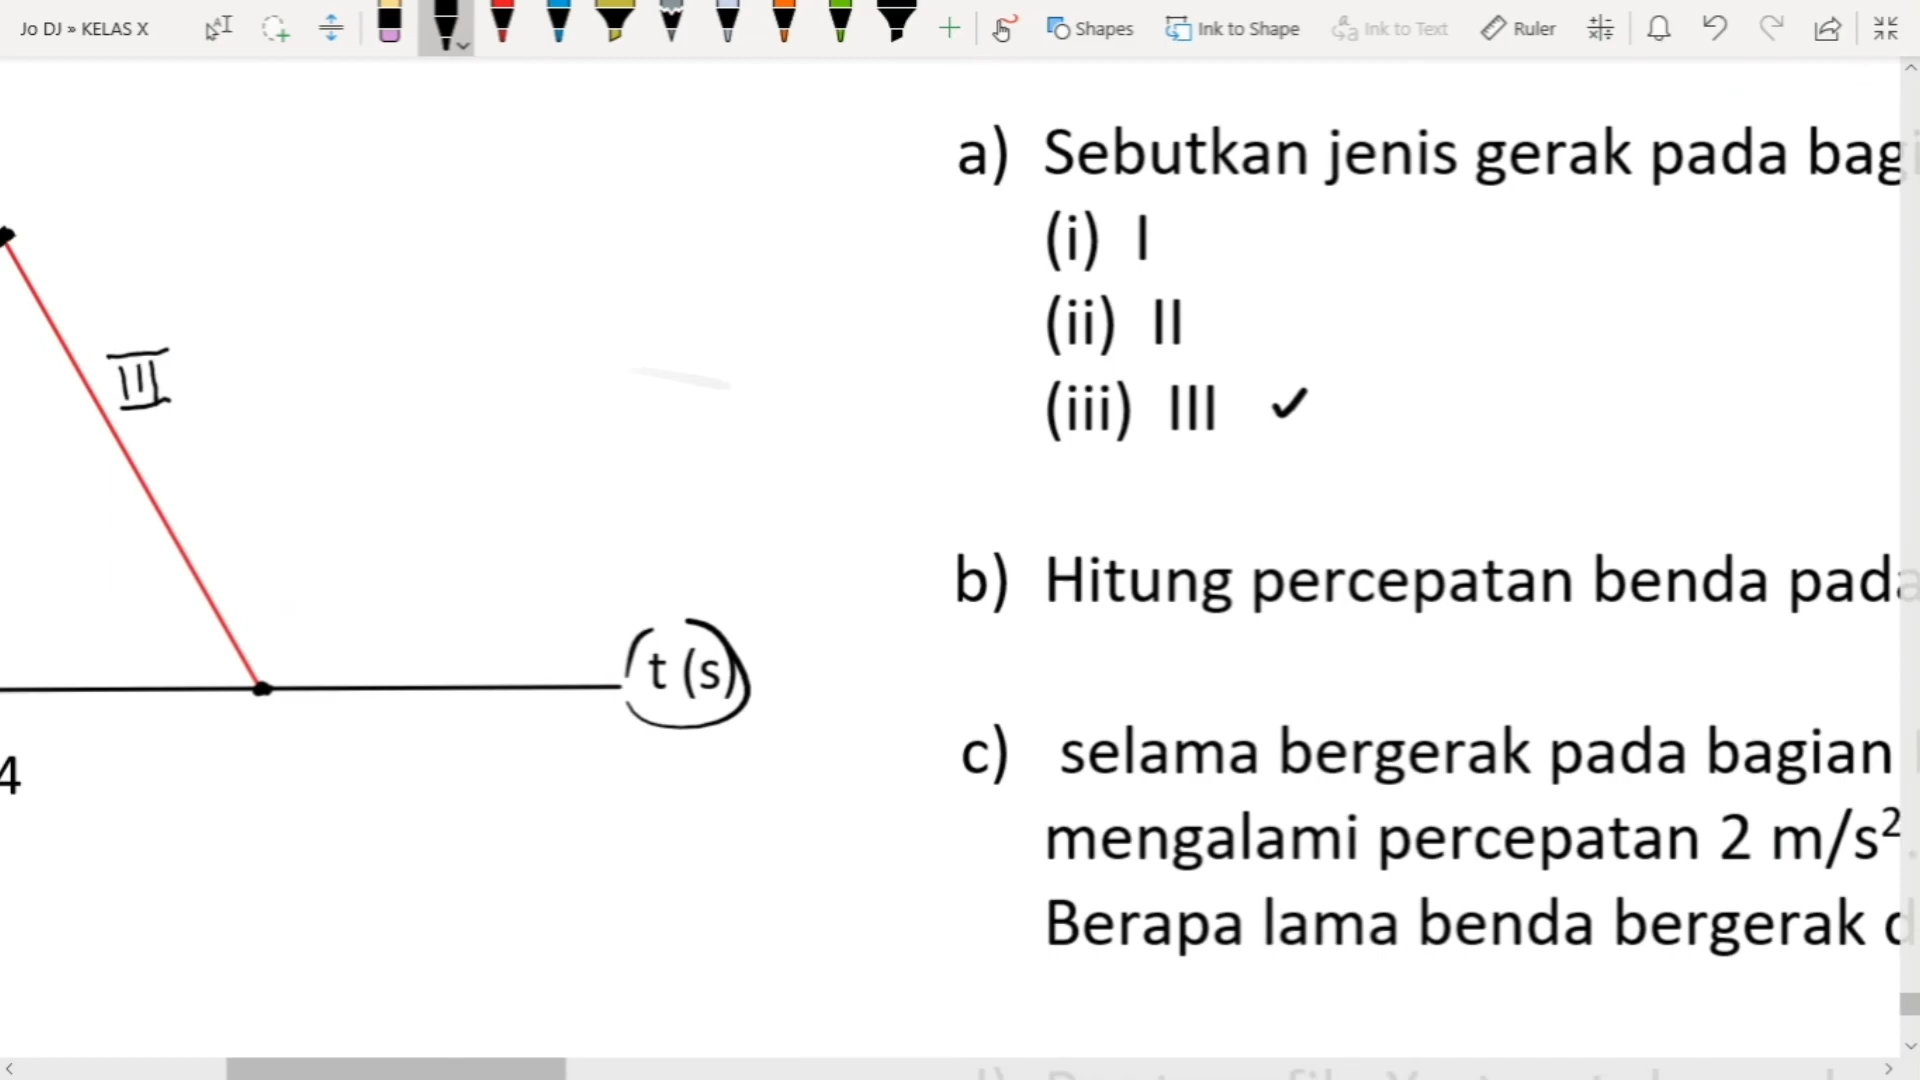 Jo DJ » KELAS X
Shapes
Ink to Shape
Ink to Text
Ruler
a) Sebutkan jenis gerak pada bag
(i) I
(ii) II
(iii) III ✓
III
b) Hitung percepatan benda pada
t (s)
c) selama bergerak pada bagian
4
mengalami percepatan 2 m/s².
Berapa lama benda bergerak d